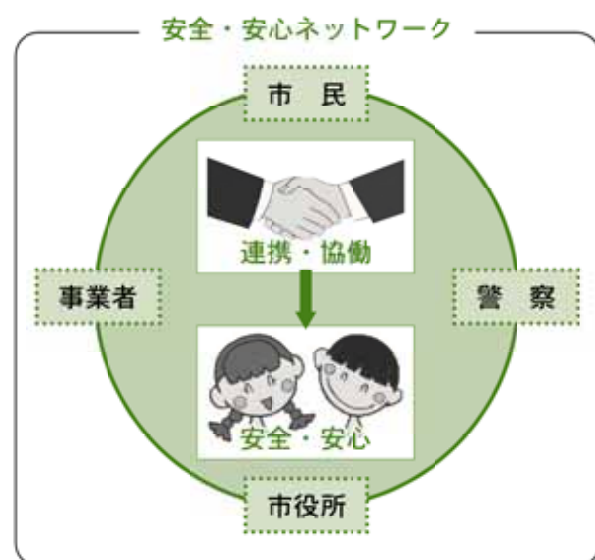 安全・安心ネットワーク
市 民
連携・協働
事業者
警 察
安全・安心
市役所